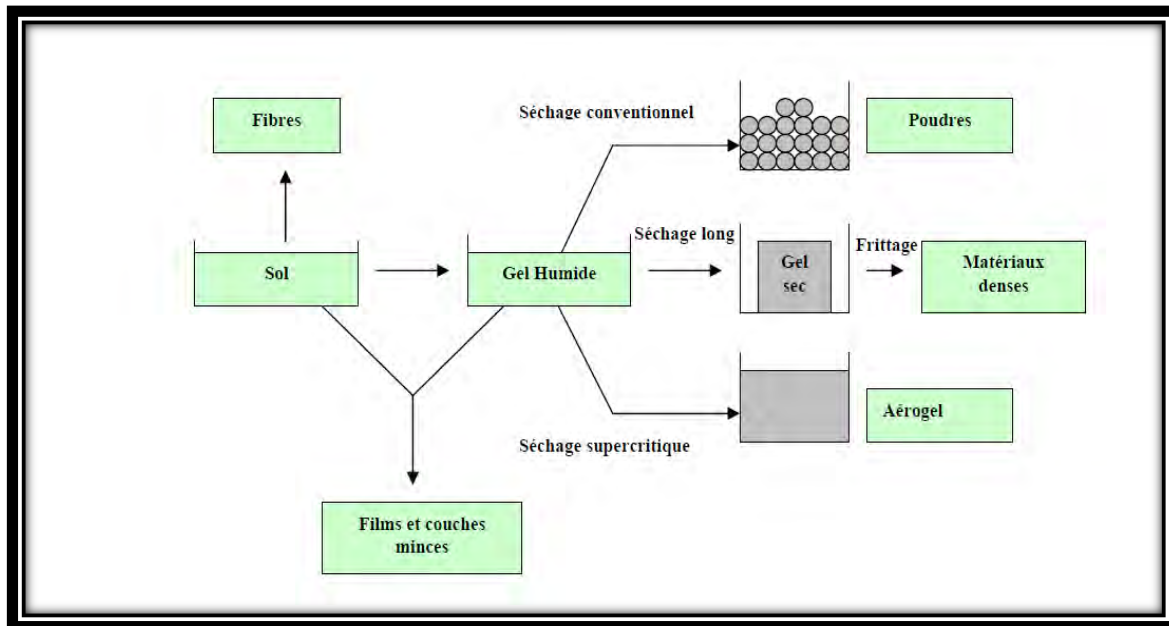 Séchage conventionnel
Fibres
Poudres
Séchage long
Frittage
Sol
Gel Humide
Gel
sec
Matériaux
denses
Séchage supercritique
Aérogel
Films et couches
minces